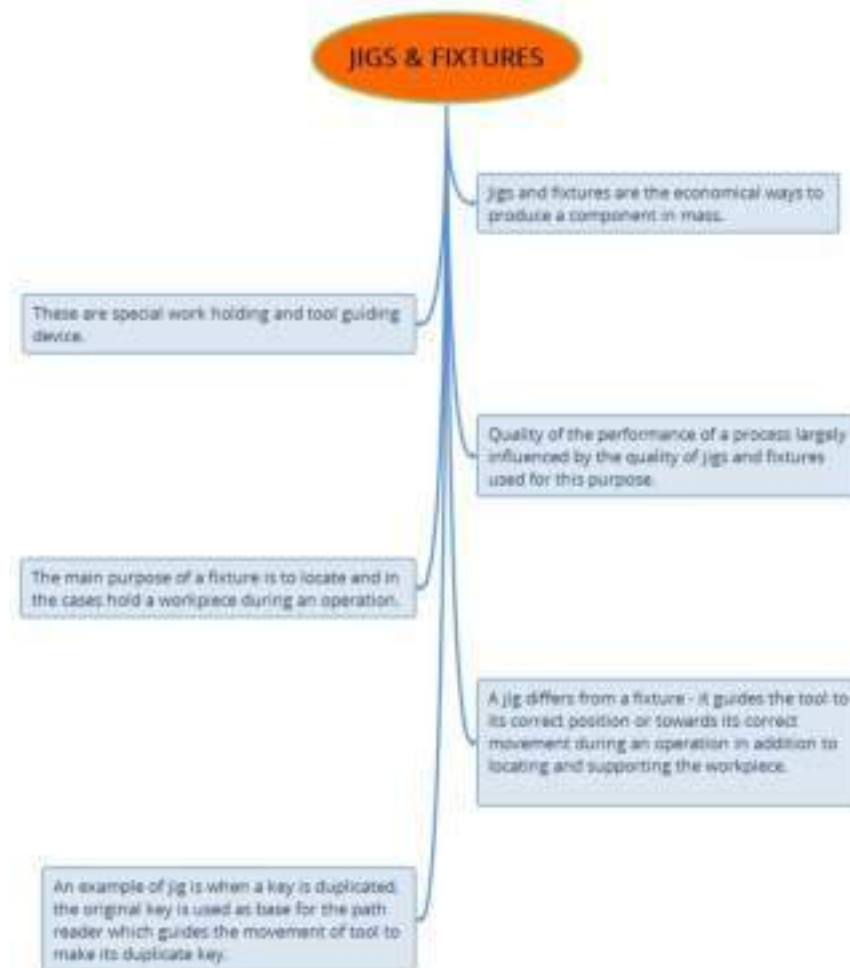 JIGS & FIXTURES
Jigs and fixtures are the economical ways to
produce a component in mass.
These are special work holding and tool guiding
device.
Quality of the performance of a process largely
influenced by the quality of jigs and fixtures
used for this purpose.
The main purpose of a fixture is to locate and in
the cases hold a workpiece during an operation.
A jig differs from a fixture - it guides the tool to
its correct position or towards its correct
movement during an operation in addition to
locating and supporting the workpiece.
An example of jig is when a key is duplicated,
the original key is used as base for the path
reader which guides the movement of tool to
make its duplicate key.